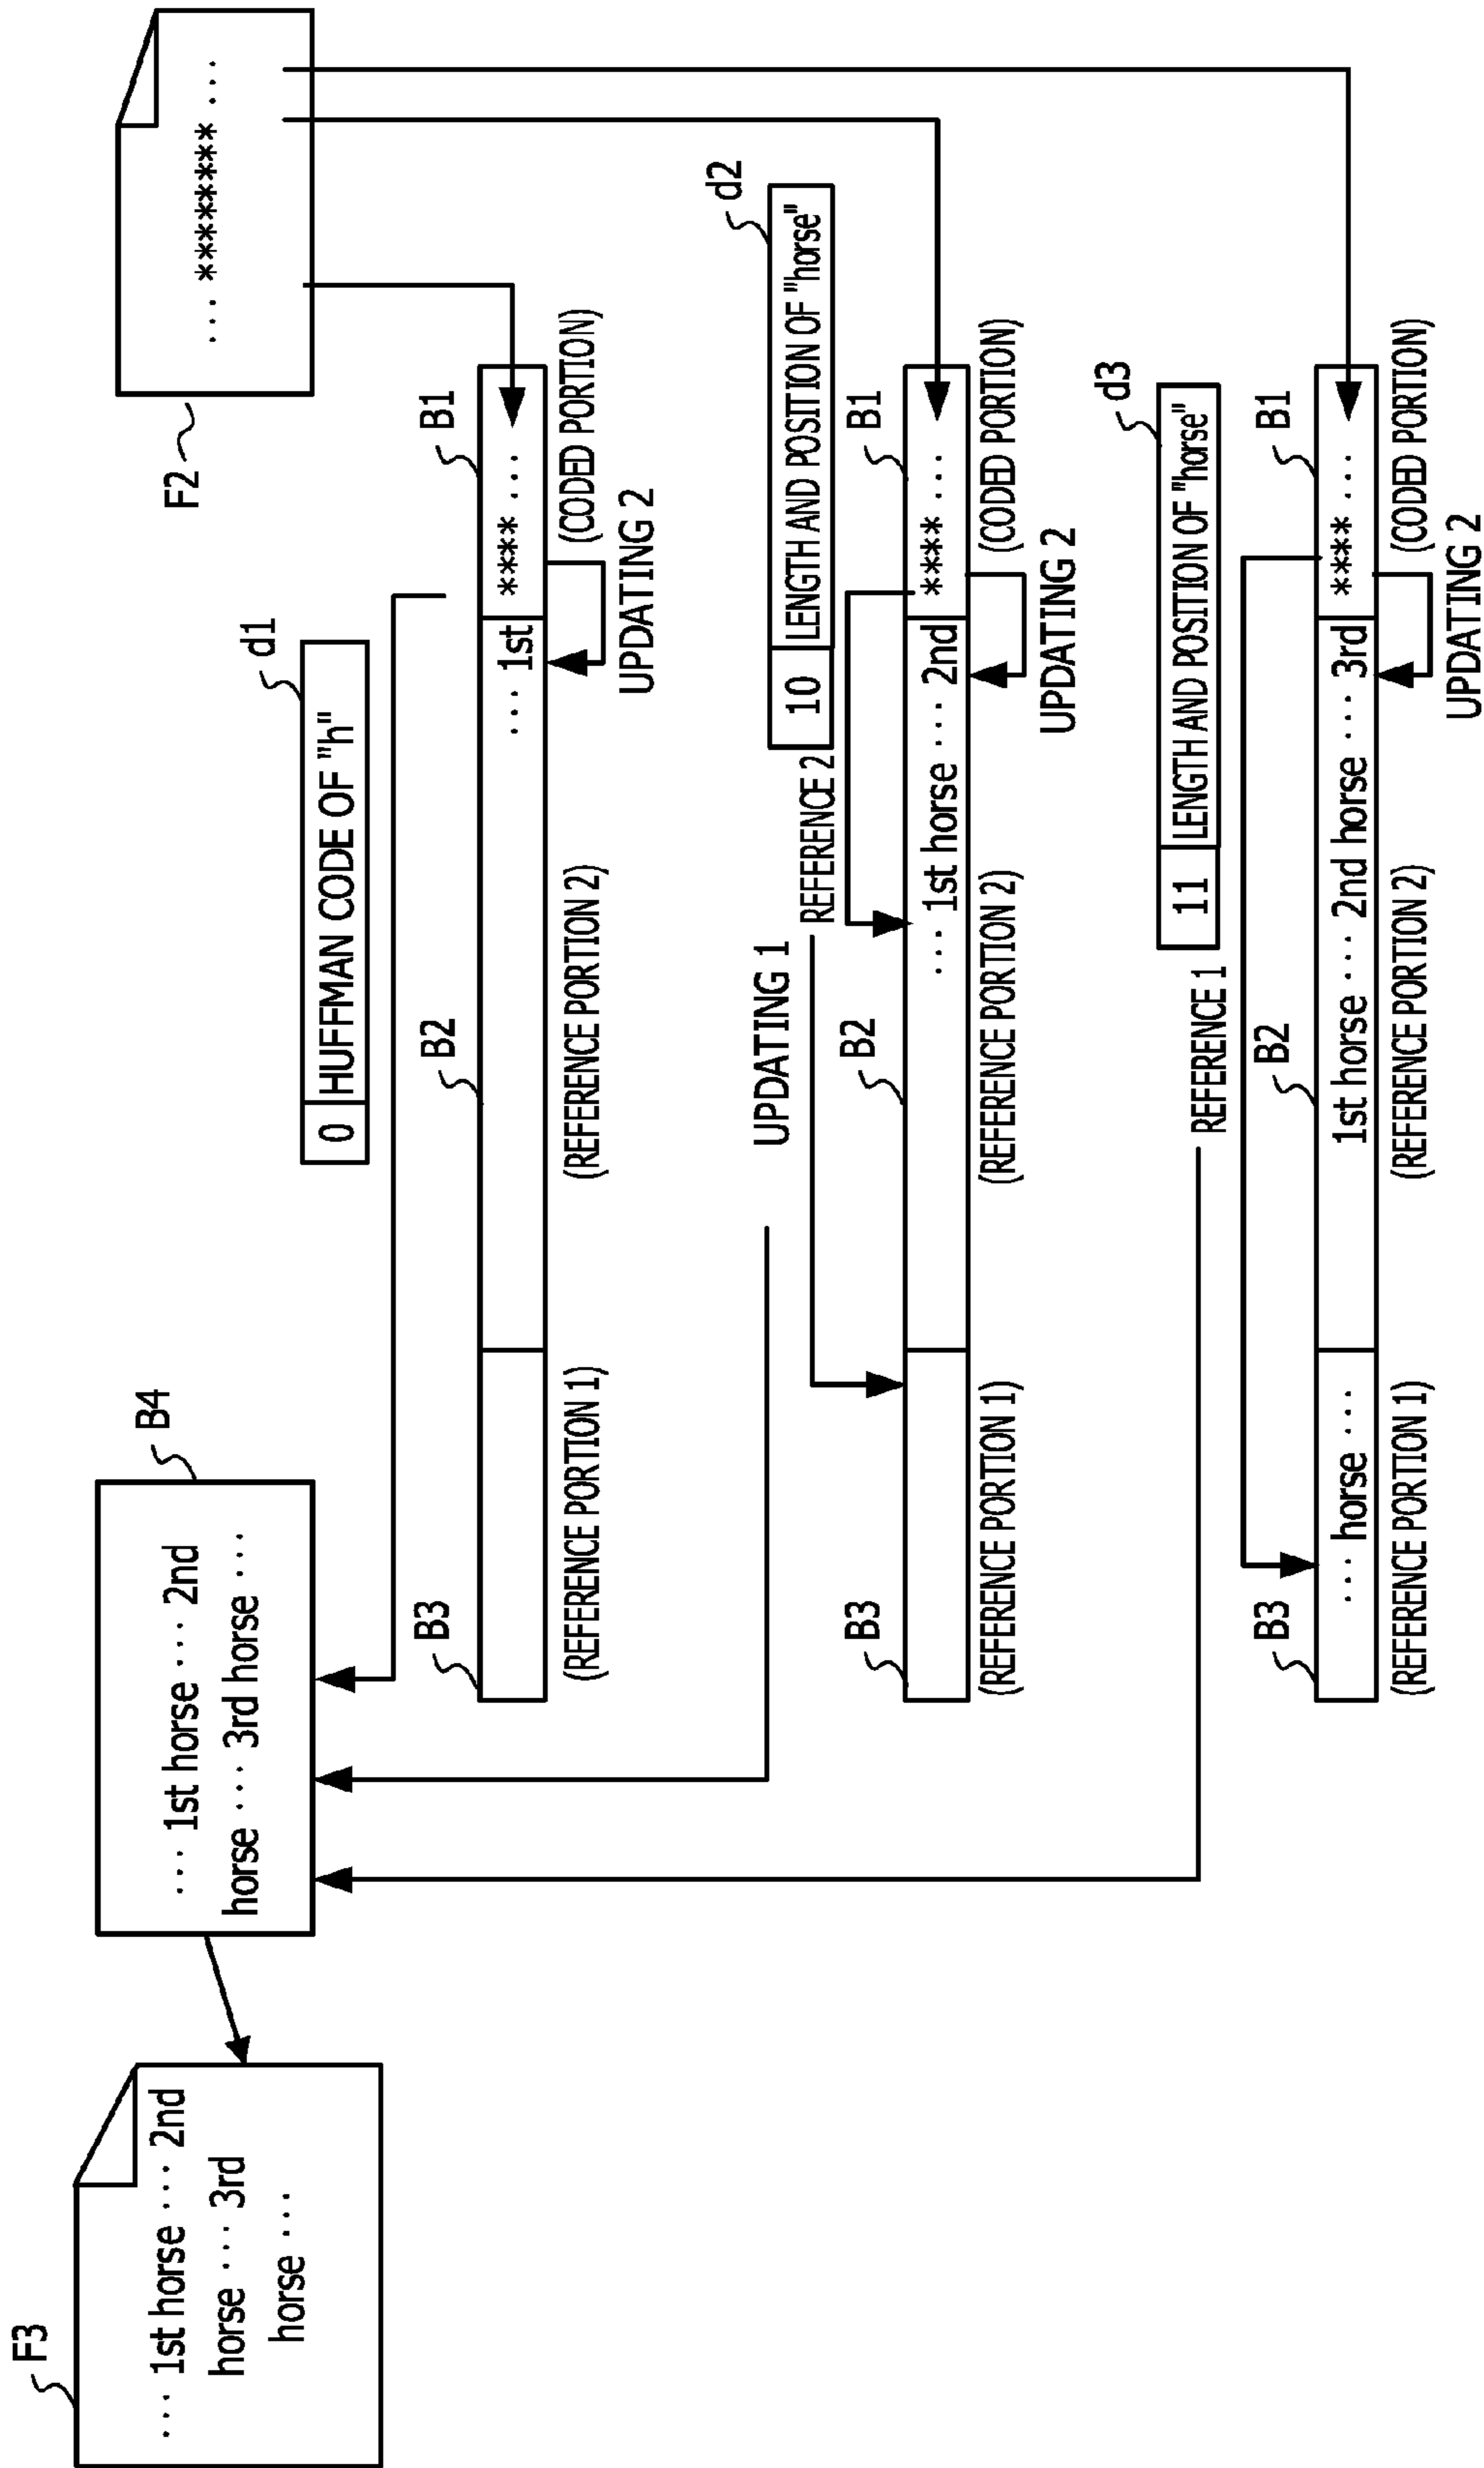 F3
··· 1st horse ··· 2nd
horse ··· 3rd
horse ···
B4
··· 1st horse ··· 2nd
horse ··· 3rd horse ···
F2
··· ******** ···
d1
0 HUFFMAN CODE OF "h"
B3
B2
B1
··· 1st
**** ···
(REFERENCE PORTION 1)
(REFERENCE PORTION 2)
(CODED PORTION)
UPDATING 2
d2
10 LENGTH AND POSITION OF "horse"
UPDATING 1
REFERENCE 2
B3
B2
B1
··· 1st horse ··· 2nd
**** ···
(REFERENCE PORTION 1)
(REFERENCE PORTION 2)
(CODED PORTION)
UPDATING 2
d3
11 LENGTH AND POSITION OF "horse"
REFERENCE 1
B3
B2
B1
··· horse ···
1st horse ··· 2nd horse ··· 3rd
**** ···
(REFERENCE PORTION 1)
(REFERENCE PORTION 2)
(CODED PORTION)
UPDATING 2